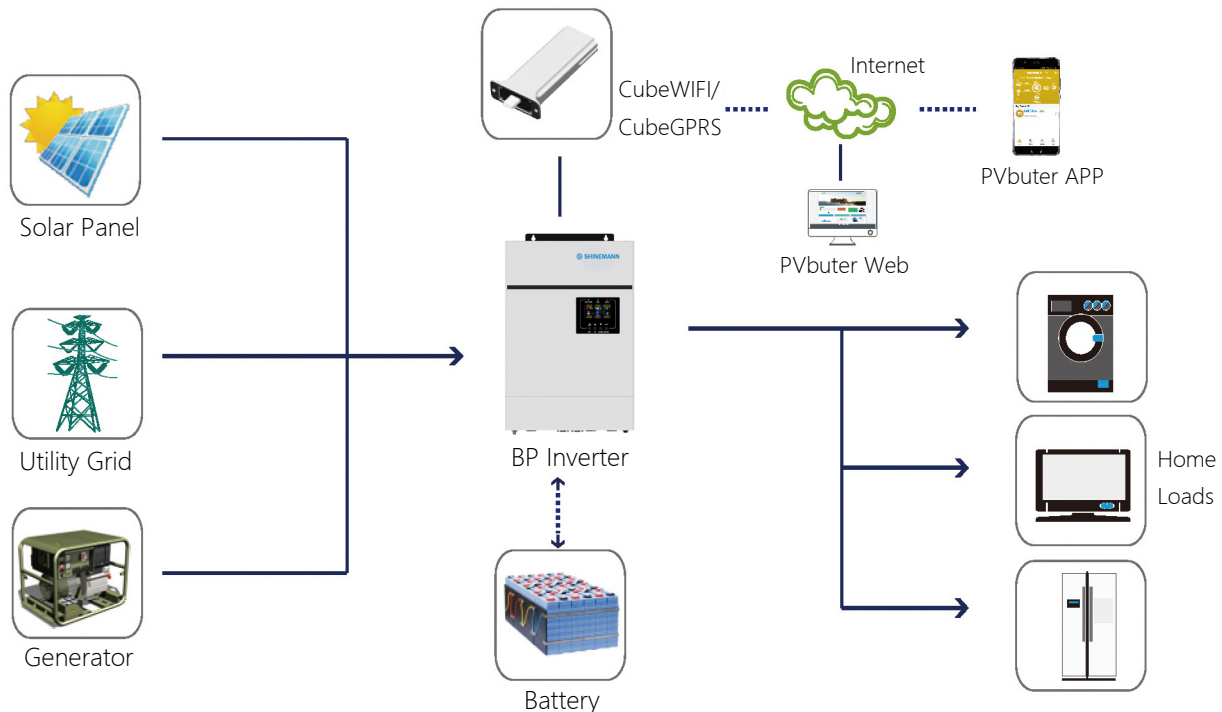 Internet
CubeWIFI/
CubeGPRS
PVbuter APP
Solar Panel
SHINEMANN
PVbuter Web
Utility Grid
BP Inverter
Home
Loads
Generator
Battery